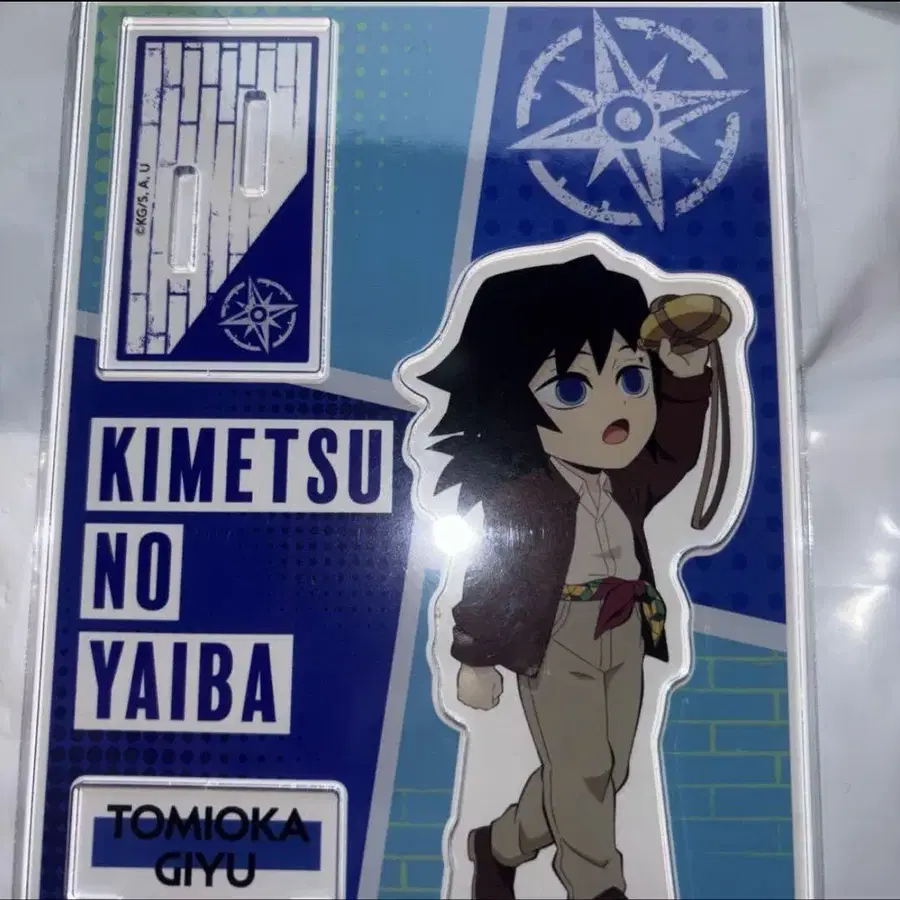 ©KG/S, A, U
KIMETSU
NO
YAIBA
TOMIOKA
GIYU